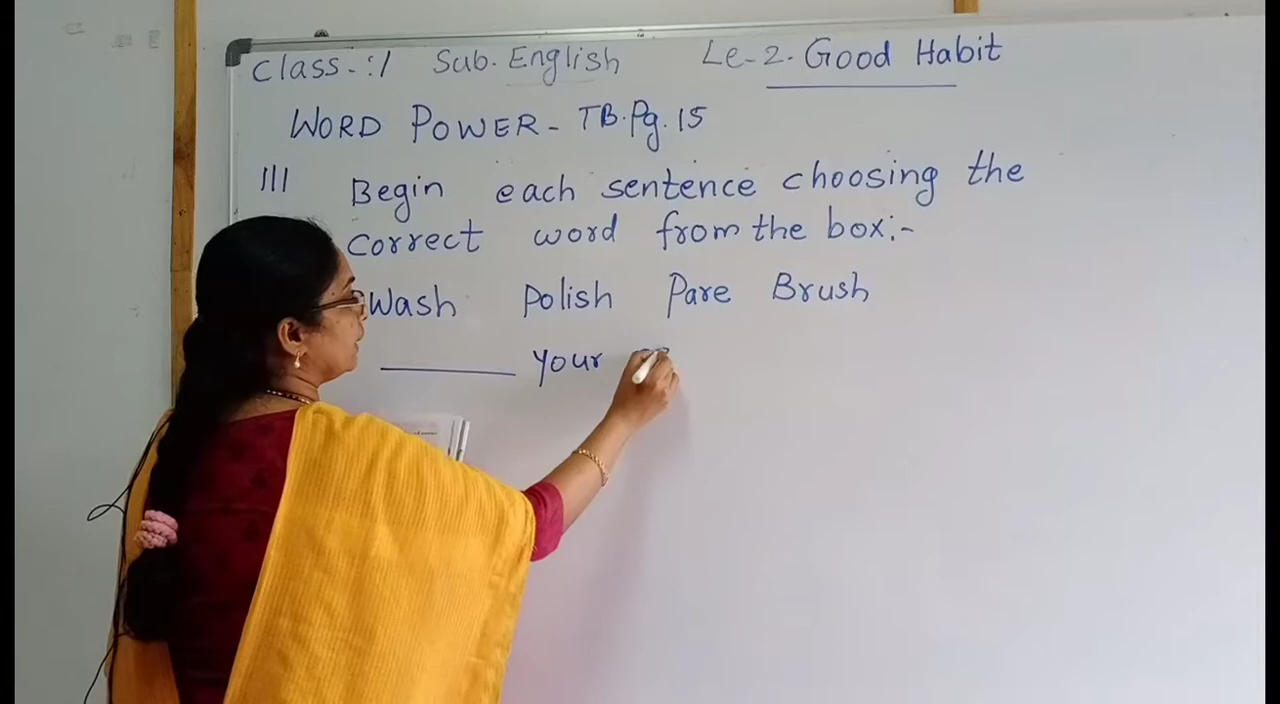 Class-:1 Sub. English Le-2. Good Habit
WORD POWER - TB.Pg.15
III Begin each sentence choosing the
correct word from the box:-
Wash Polish Pare Brush
______ your